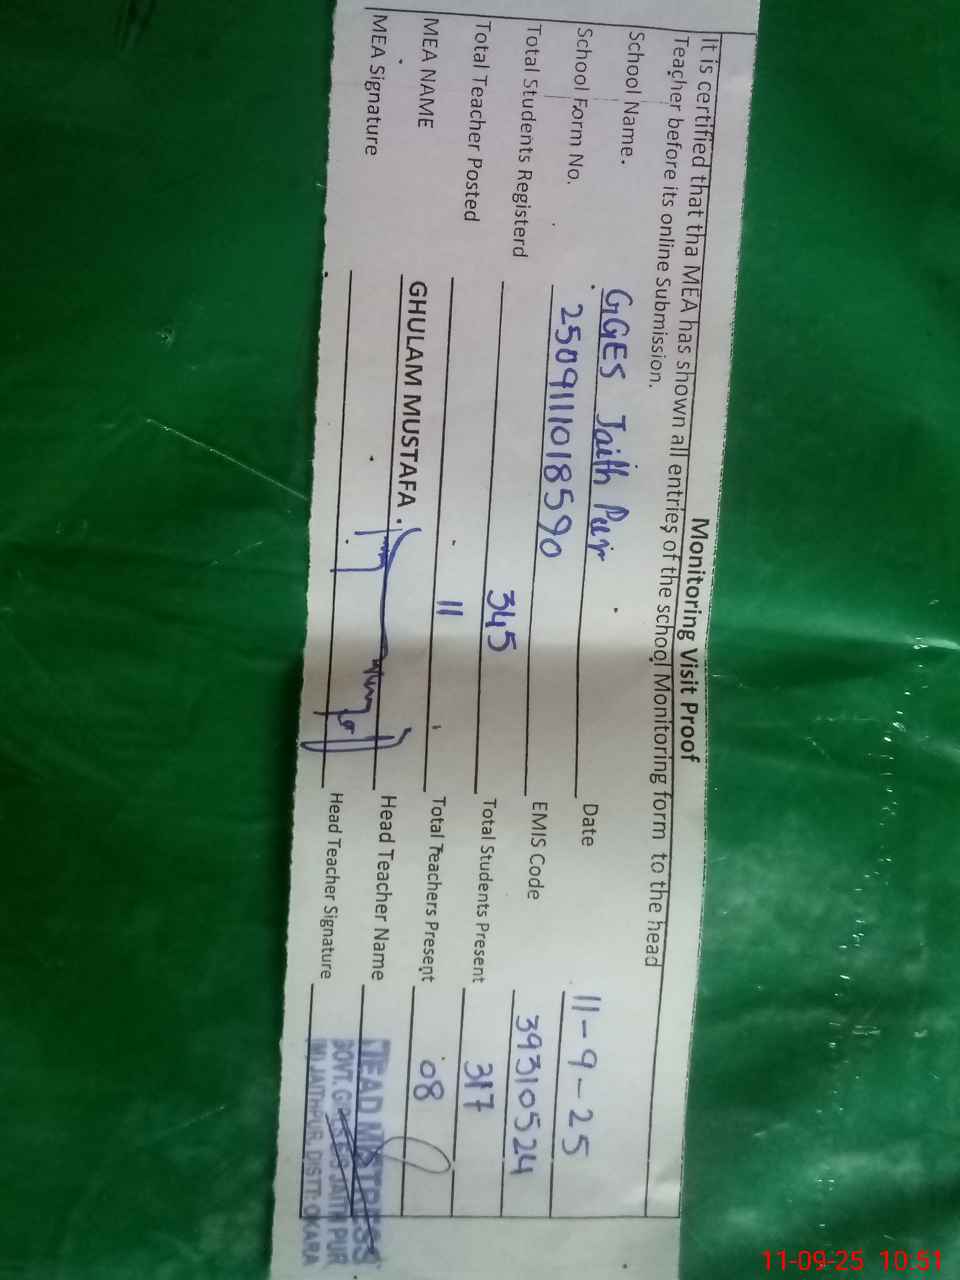 Monitoring Visit Proof
It is certified that tha MEA has shown all entries of the school Monitoring form to the head
Teacher before its online Submission.
School Name. GGES Jaith Pur Date 11-9-25
School Form No. 250911018590 EMIS Code 39310524
Total Students Registerd 345 Total Students Present 317
Total Teacher Posted 11 Total Teachers Present 08
MEA NAME GHULAM MUSTAFA. Head Teacher Name
MEA Signature Head Teacher Signature
HEAD MISTRESS
GOVT. JAITH PUR
JAITHPUR, DISTT: OKARA
11-09-25 10:51